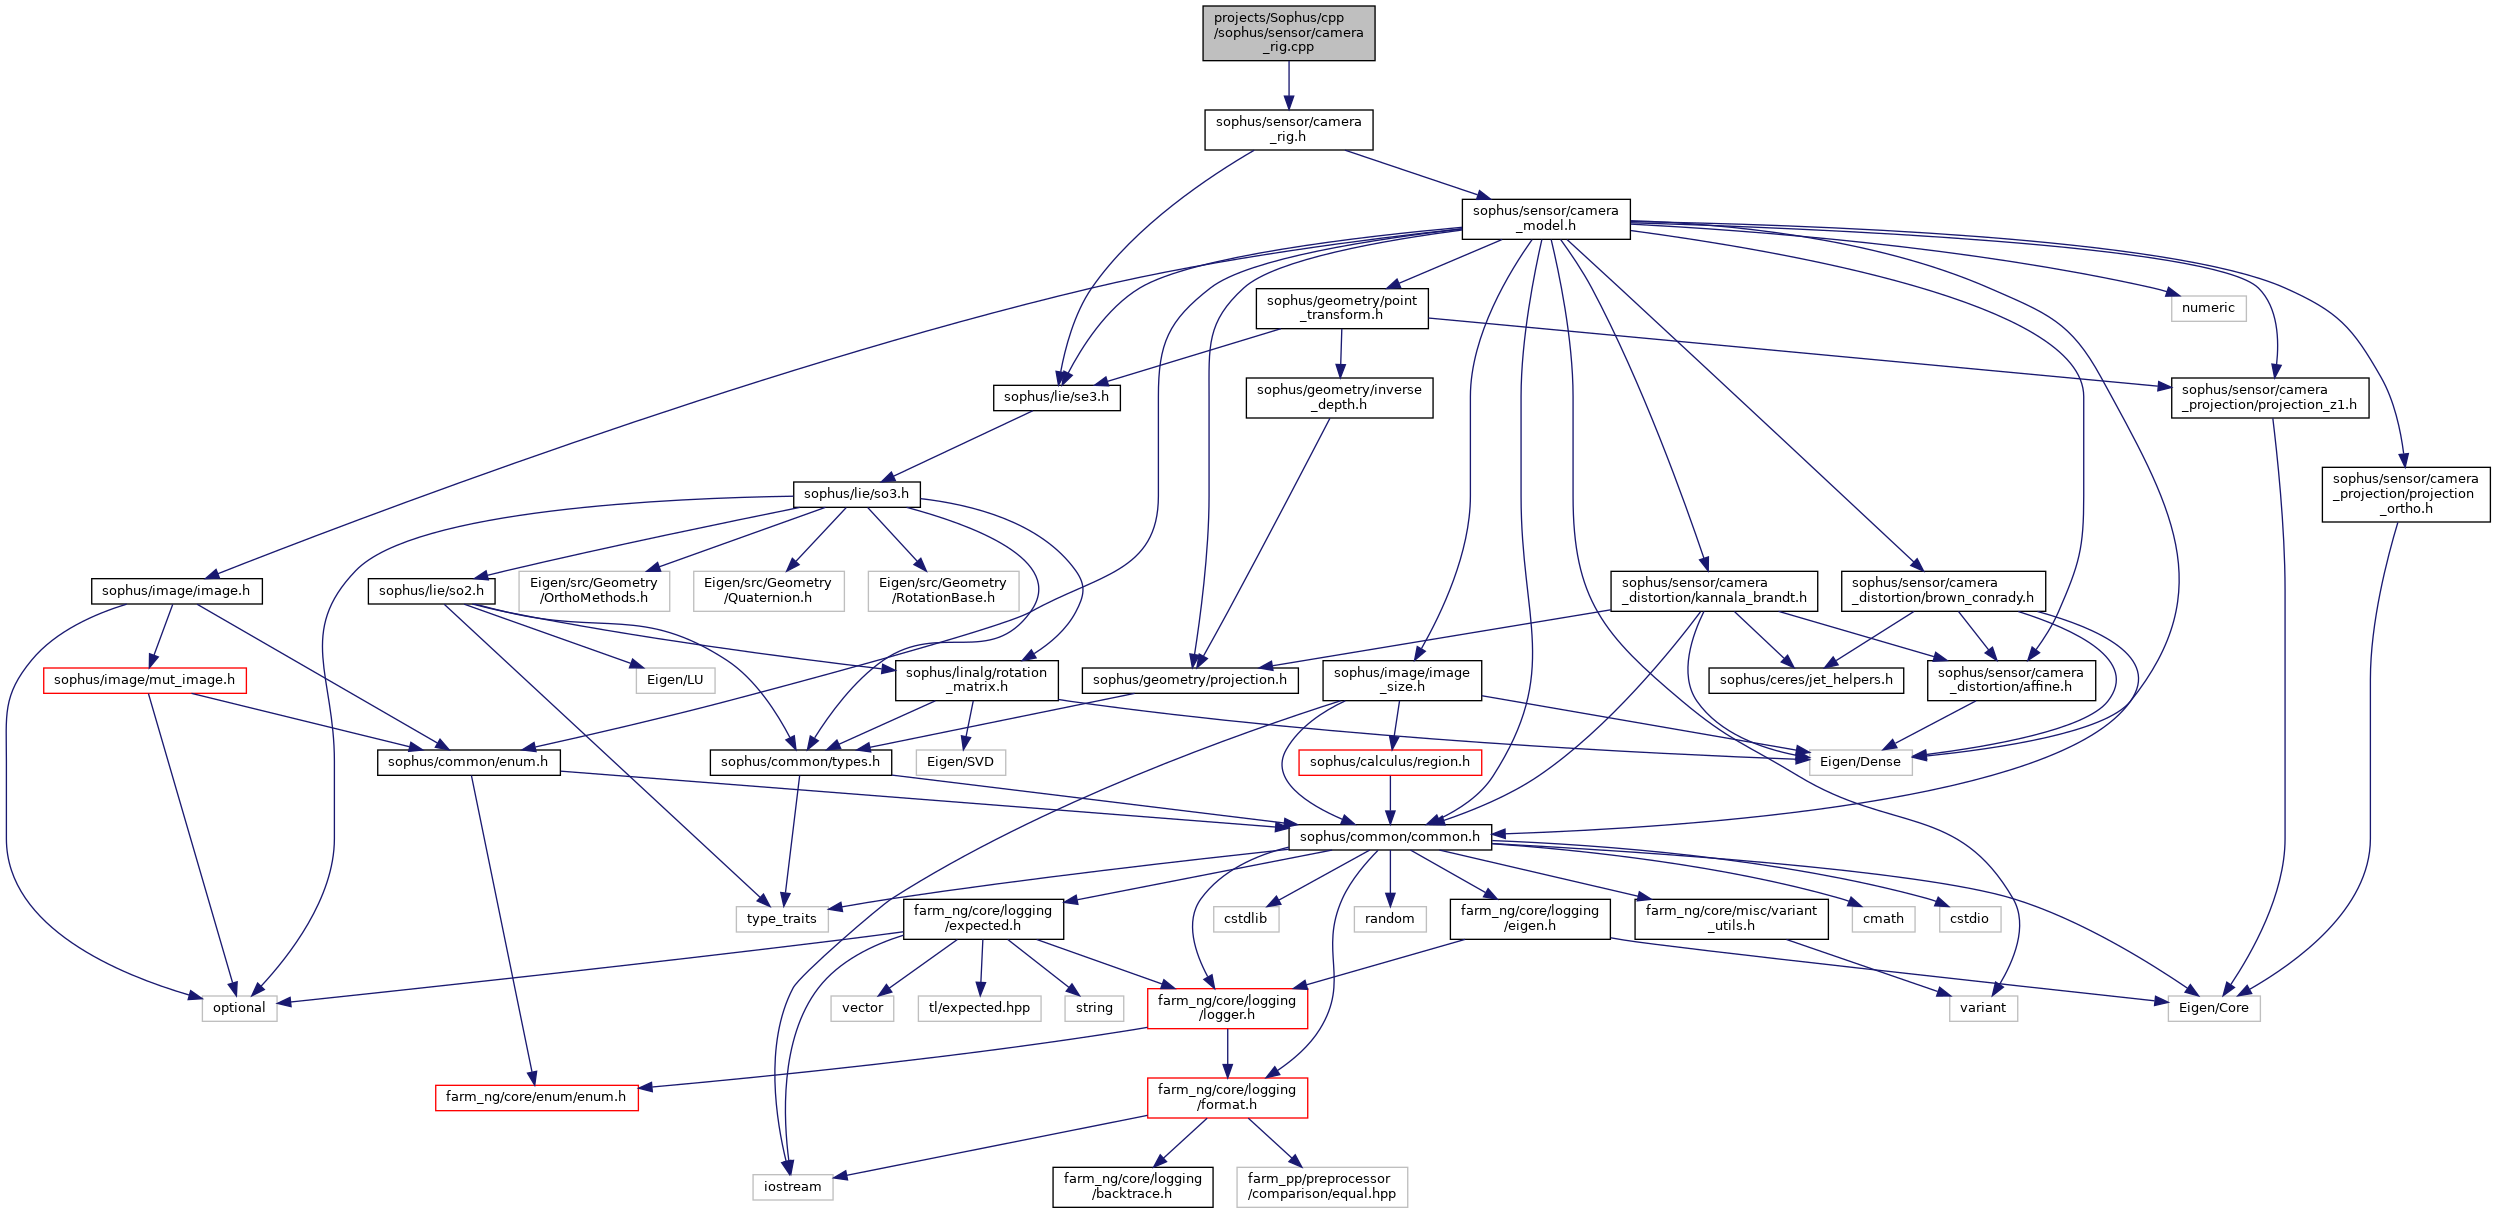 projects/Sophus/cpp
/sophus/sensor/camera
_rig.cpp
sophus/sensor/camera
_rig.h
sophus/sensor/camera
_model.h
sophus/geometry/point
_transform.h
numeric
sophus/lie/se3.h
sophus/geometry/inverse
_depth.h
sophus/sensor/camera
_projection/projection_z1.h
sophus/lie/so3.h
sophus/sensor/camera
_projection/projection
_ortho.h
sophus/image/image.h
sophus/lie/so2.h
Eigen/src/Geometry
/OrthoMethods.h
Eigen/src/Geometry
/Quaternion.h
Eigen/src/Geometry
/RotationBase.h
sophus/sensor/camera
_distortion/kannala_brandt.h
sophus/sensor/camera
_distortion/brown_conrady.h
sophus/image/mut_image.h
Eigen/LU
sophus/linalg/rotation
_matrix.h
sophus/geometry/projection.h
sophus/image/image
_size.h
sophus/ceres/jet_helpers.h
sophus/sensor/camera
_distortion/affine.h
sophus/common/enum.h
sophus/common/types.h
Eigen/SVD
sophus/calculus/region.h
Eigen/Dense
sophus/common/common.h
type_traits
farm_ng/core/logging
/expected.h
cstdlib
random
farm_ng/core/logging
/eigen.h
farm_ng/core/misc/variant
_utils.h
cmath
cstdio
optional
vector
tl/expected.hpp
string
farm_ng/core/logging
/logger.h
variant
Eigen/Core
farm_ng/core/enum/enum.h
farm_ng/core/logging
/format.h
iostream
farm_ng/core/logging
/backtrace.h
farm_pp/preprocessor
/comparison/equal.hpp